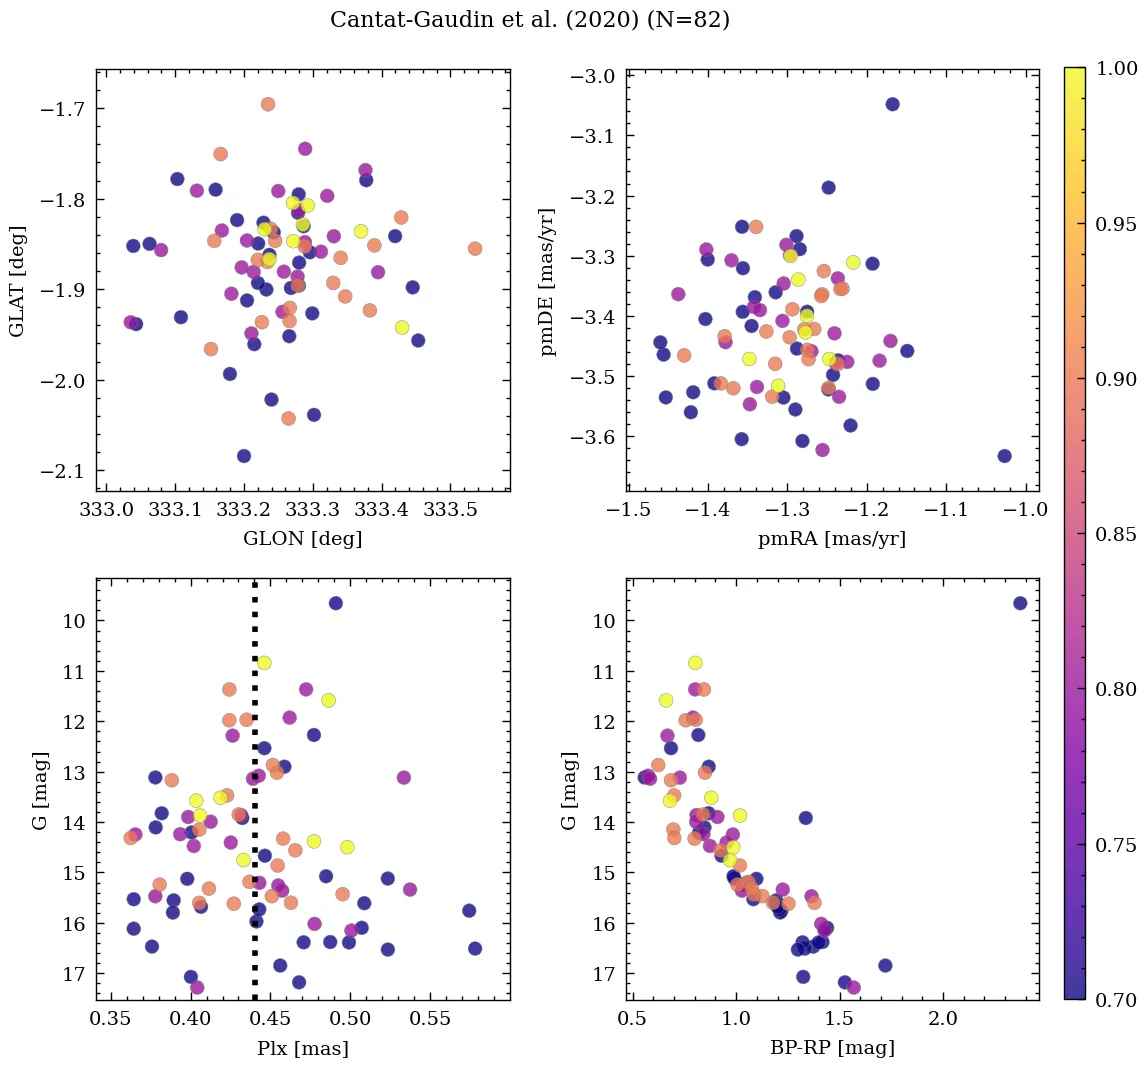 Cantat-Gaudin et al. (2020) (N=82)
−1.7
−1.8
−1.9
−2.0
−2.1
GLAT [deg]
333.0 333.1 333.2 333.3 333.4 333.5
GLON [deg]
−3.0
−3.1
−3.2
−3.3
−3.4
−3.5
−3.6
pmDE [mas/yr]
−1.5 −1.4 −1.3 −1.2 −1.1 −1.0
pmRA [mas/yr]
10
11
12
13
14
15
16
17
G [mag]
0.35 0.40 0.45 0.50 0.55
Plx [mas]
10
11
12
13
14
15
16
17
G [mag]
0.5 1.0 1.5 2.0
BP-RP [mag]
1.00
0.95
0.90
0.85
0.80
0.75
0.70